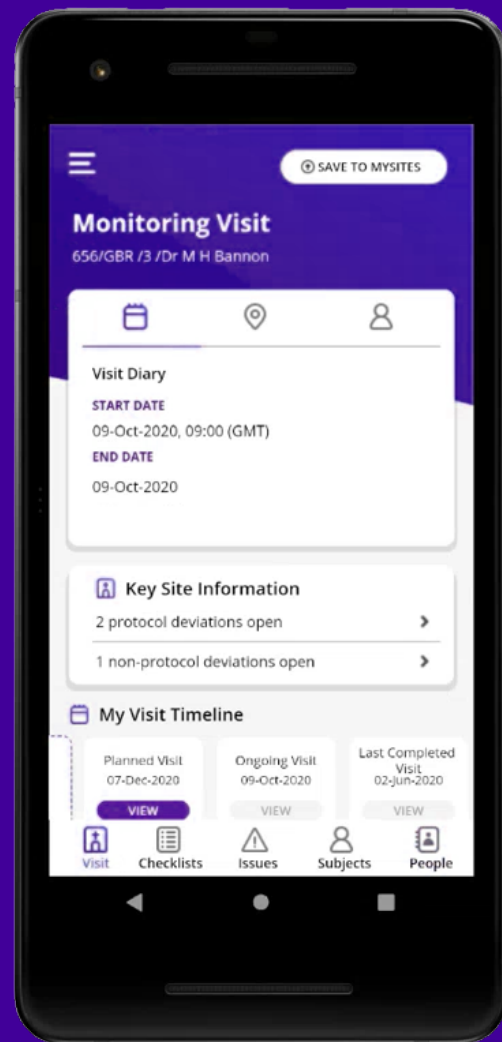 SAVE TO MYSITES
Monitoring Visit
656/GBR /3 /Dr M H Bannon
Visit Diary
START DATE
09-Oct-2020, 09:00 (GMT)
END DATE
09-Oct-2020
Key Site Information
2 protocol deviations open
1 non-protocol deviations open
My Visit Timeline
Planned Visit
07-Dec-2020
VIEW
Ongoing Visit
09-Oct-2020
VIEW
Last Completed
Visit
02-Jun-2020
VIEW
Visit
Checklists
Issues
Subjects
People